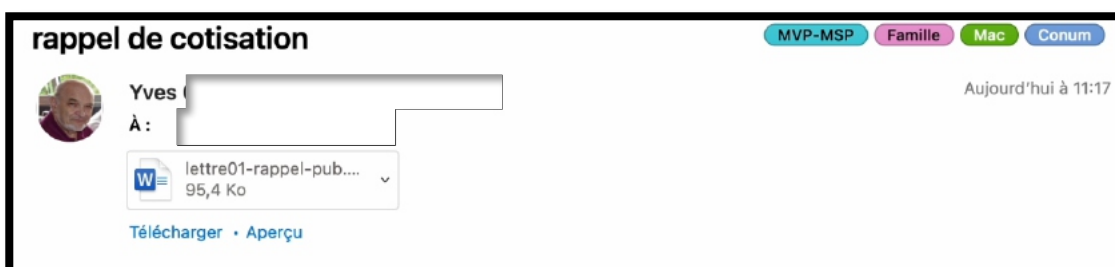 rappel de cotisation
MVP-MSP Famille Mac Conum
Yves
Aujourd'hui à 11:17
À :
lettre01-rappel-pub....
95,4 Ko
Télécharger • Aperçu